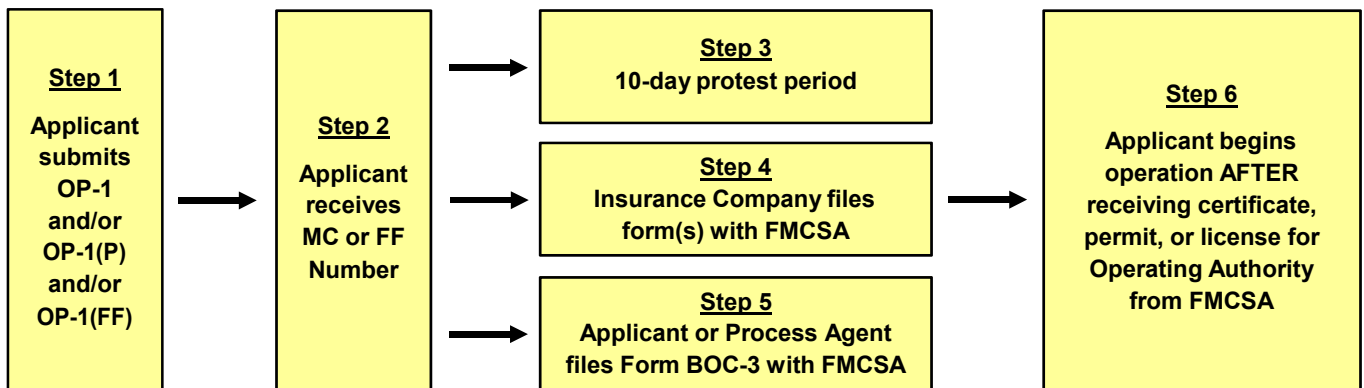 Step 1
Applicant
submits
OP-1
and/or
OP-1(P)
and/or
OP-1(FF)
Step 2
Applicant
receives
MC or FF
Number
Step 3
10-day protest period
Step 4
Insurance Company files
form(s) with FMCSA
Step 5
Applicant or Process Agent
files Form BOC-3 with FMCSA
Step 6
Applicant begins
operation AFTER
receiving certificate,
permit, or license for
Operating Authority
from FMCSA